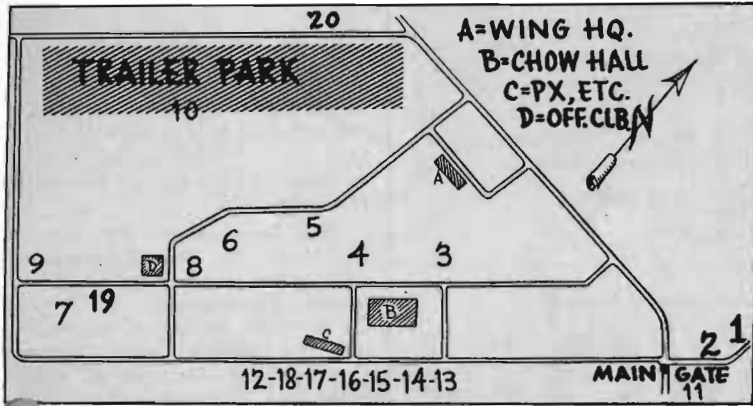 20
A=WING HQ.
B=CHOW HALL
C=PX, ETC.
D=OFF.CLB.
N
TRAILER PARK
10
A
5
6
4
3
9
D
8
7
19
B
C
1
2
12-18-17-16-15-14-13
MAIN GATE
11